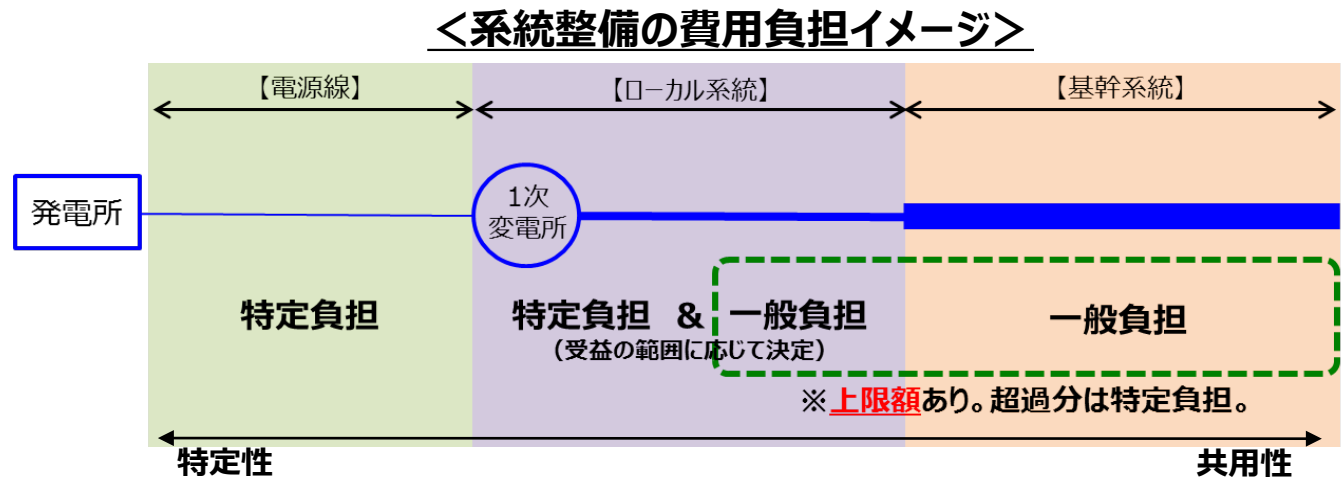 ＜系統整備の費用負担イメージ＞
【電源線】
【ローカル系統】
【基幹系統】
発電所
1次
変電所
特定負担
特定負担 & 一般負担
（受益の範囲に応じて決定）
一般負担
※上限額あり。超過分は特定負担。
特定性
共用性